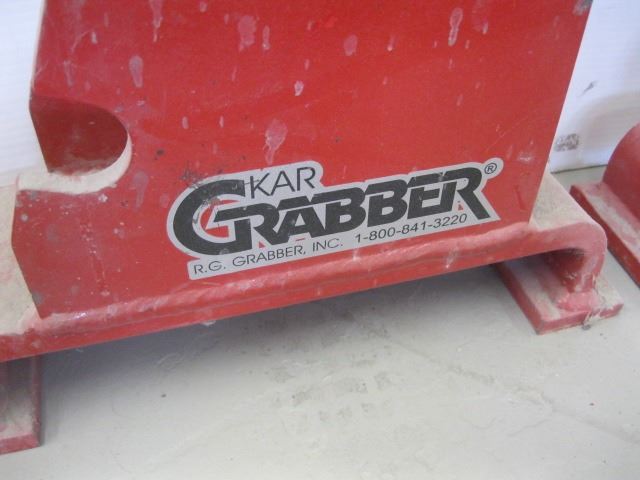 KAR
GRABBER®
R.G. GRABBER, INC. 1-800-841-3220